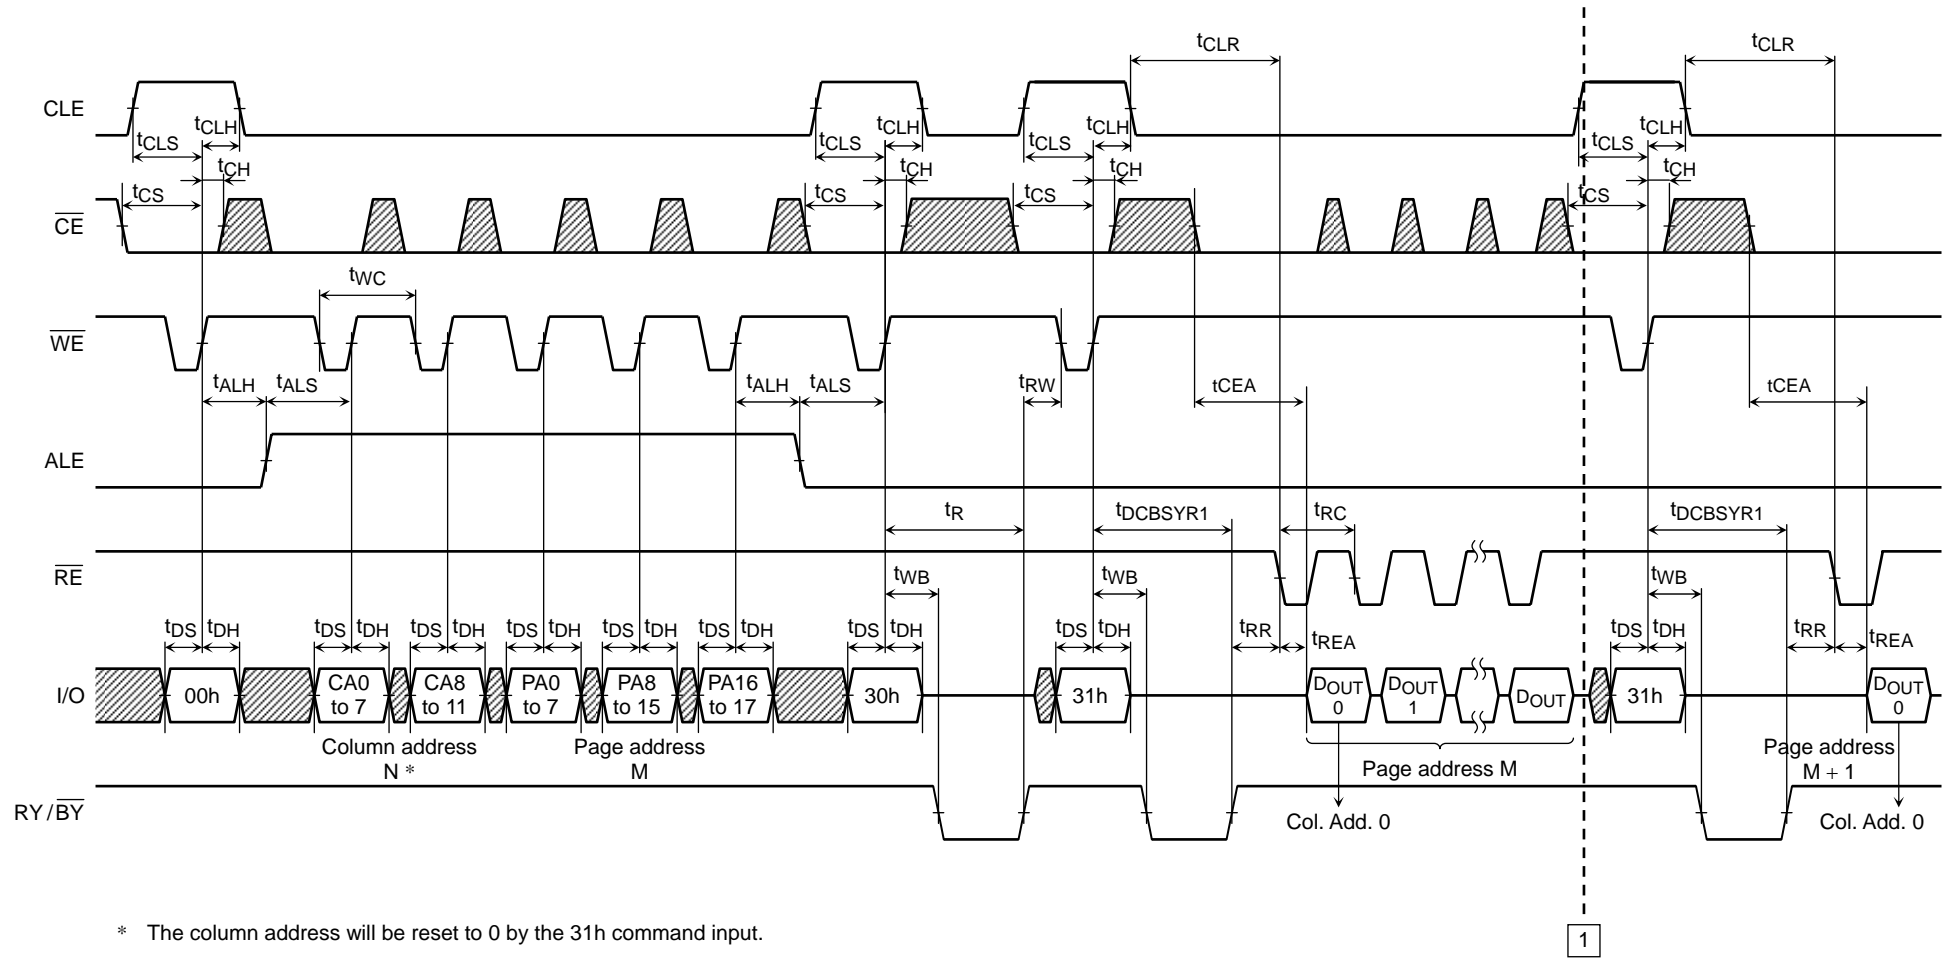 tCLR tCLR
CLE
tCLS tCLH tCLS tCLH tCLS tCLH tCLS tCLH
tCH tCH tCH tCH
tCS tCS tCS tCS
CE
tWC
WE
tALH tALS tALH tALS tRW tCEA tCEA
ALE
tR tDCBSYR1 tRC tDCBSYR1
RE
tWB tWB tWB
tDS tDH tDS tDH tDS tDH tDS tDH tDS tDH tDS tDH tDS tDH tDS tDH tRR tREA tDS tDH tRR tREA
I/O
00h
CA0
to 7
CA8
to 11
PA0
to 7
PA8
to 15
PA16
to 17
30h
31h
DOUT
0
DOUT
1
DOUT
31h
DOUT
0
Column address
N *
Page address
M
Page address M
Page address
M + 1
RY/BY
Col. Add. 0
Col. Add. 0
* The column address will be reset to 0 by the 31h command input.
1